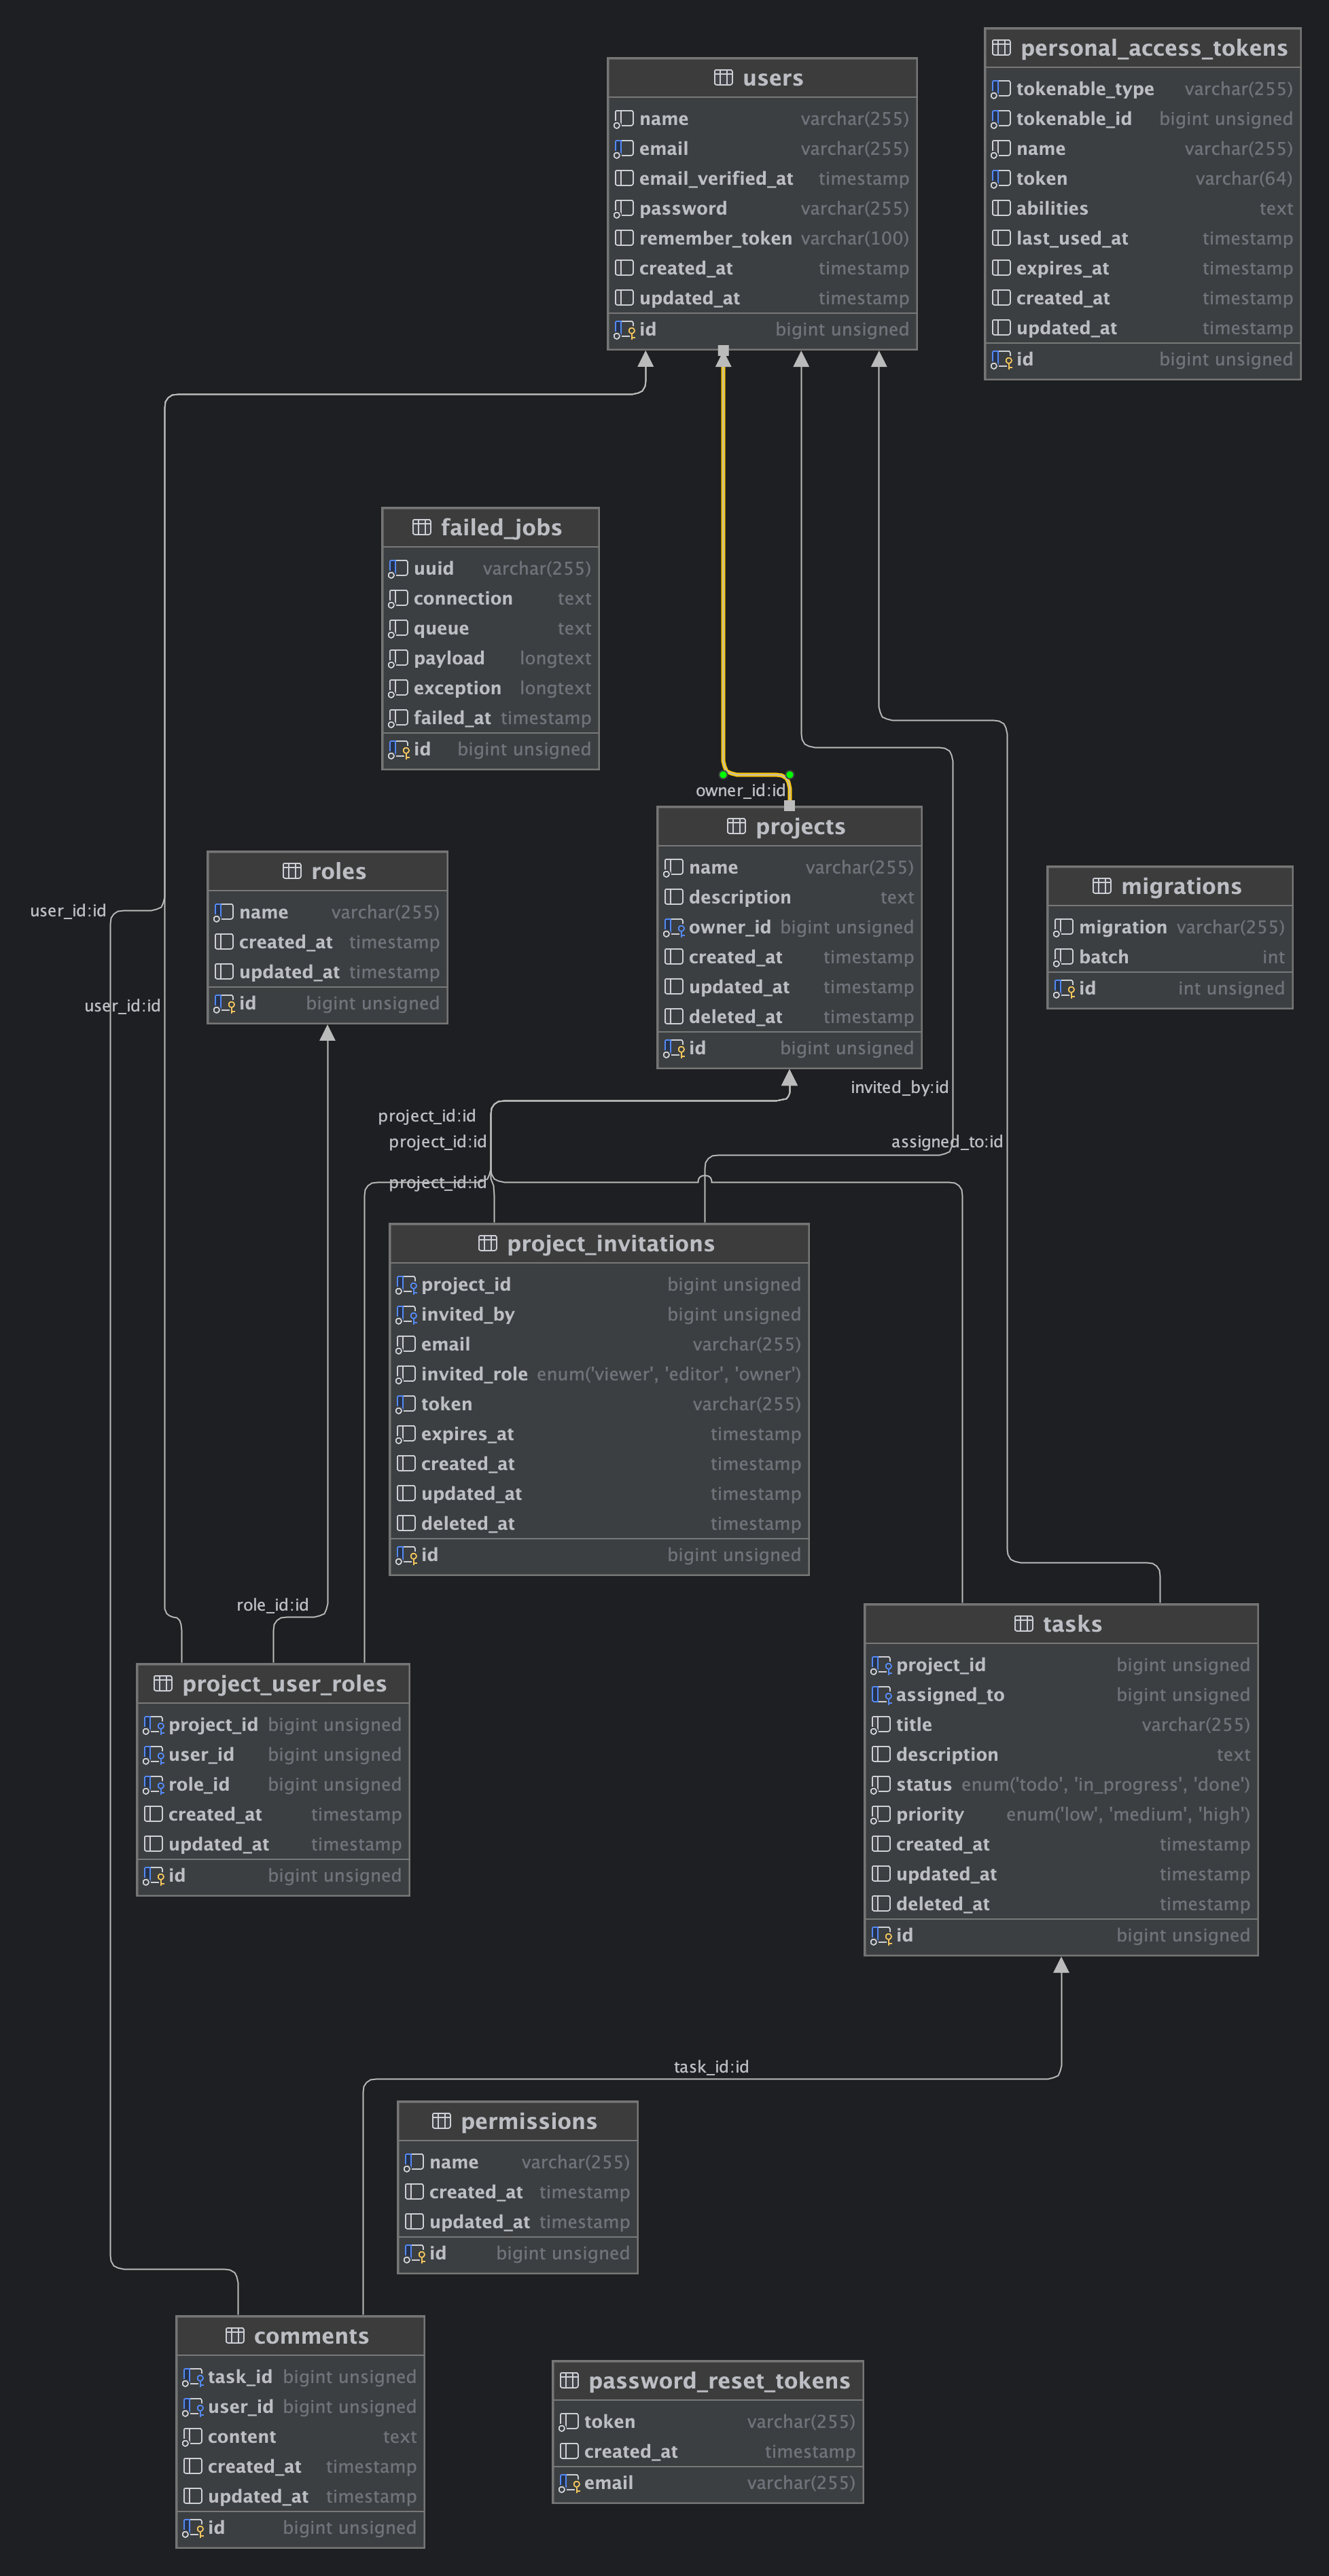 users
name varchar(255)
email varchar(255)
email_verified_at timestamp
password varchar(255)
remember_token varchar(100)
created_at timestamp
updated_at timestamp
id bigint unsigned
personal_access_tokens
tokenable_type varchar(255)
tokenable_id bigint unsigned
name varchar(255)
token varchar(64)
abilities text
last_used_at timestamp
expires_at timestamp
created_at timestamp
updated_at timestamp
id bigint unsigned
failed_jobs
uuid varchar(255)
connection text
queue text
payload longtext
exception longtext
failed_at timestamp
id bigint unsigned
owner_id:id
projects
name varchar(255)
description text
owner_id bigint unsigned
created_at timestamp
updated_at timestamp
deleted_at timestamp
id bigint unsigned
roles
name varchar(255)
created_at timestamp
updated_at timestamp
id bigint unsigned
migrations
migration varchar(255)
batch int
id int unsigned
user_id:id
user_id:id
invited_by:id
project_id:id
project_id:id
assigned_to:id
project_id:id
project_invitations
project_id bigint unsigned
invited_by bigint unsigned
email varchar(255)
invited_role enum('viewer', 'editor', 'owner')
token varchar(255)
expires_at timestamp
created_at timestamp
updated_at timestamp
deleted_at timestamp
id bigint unsigned
role_id:id
project_user_roles
project_id bigint unsigned
user_id bigint unsigned
role_id bigint unsigned
created_at timestamp
updated_at timestamp
id bigint unsigned
tasks
project_id bigint unsigned
assigned_to bigint unsigned
title varchar(255)
description text
status enum('todo', 'in_progress', 'done')
priority enum('low', 'medium', 'high')
created_at timestamp
updated_at timestamp
deleted_at timestamp
id bigint unsigned
task_id:id
permissions
name varchar(255)
created_at timestamp
updated_at timestamp
id bigint unsigned
comments
task_id bigint unsigned
user_id bigint unsigned
content text
created_at timestamp
updated_at timestamp
id bigint unsigned
password_reset_tokens
token varchar(255)
created_at timestamp
email varchar(255)